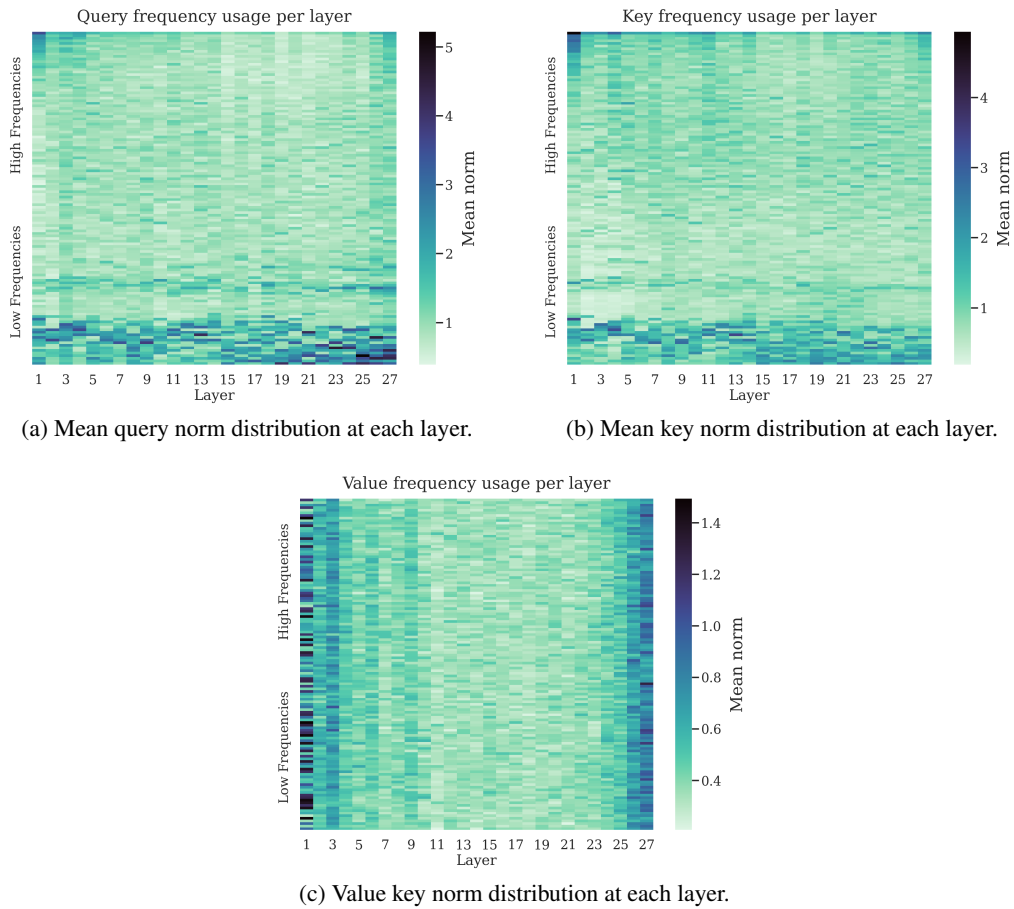 Query frequency usage per layer
High Frequencies
Low Frequencies
1 3 5 7 9 11 13 15 17 19 21 23 25 27
Layer
5
4
3
2
1
Mean norm
Key frequency usage per layer
High Frequencies
Low Frequencies
1 3 5 7 9 11 13 15 17 19 21 23 25 27
Layer
4
3
2
1
Mean norm
(a) Mean query norm distribution at each layer.
(b) Mean key norm distribution at each layer.
Value frequency usage per layer
High Frequencies
Low Frequencies
1 3 5 7 9 11 13 15 17 19 21 23 25 27
Layer
1.4
1.2
1.0
0.8
0.6
0.4
Mean norm
(c) Value key norm distribution at each layer.